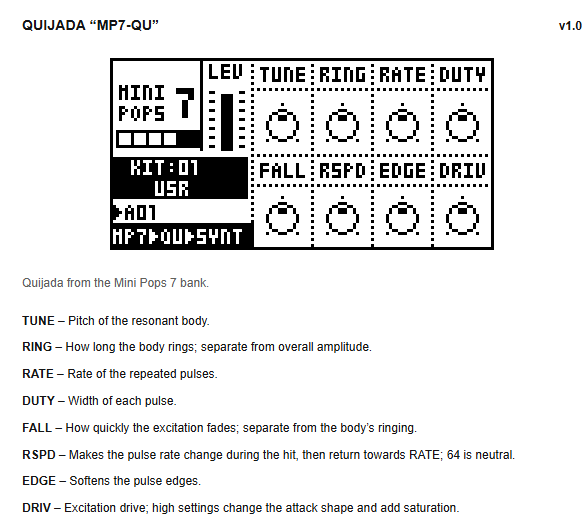 QUIJADA “MP7-QU”
v1.0
LEV TUNE RING RATE DUTY
MINI
POPS 7
KIT:01
USR
FALL RSPD EDGE DRIV
A01
MP7▸QU▸SYNT
Quijada from the Mini Pops 7 bank.
TUNE – Pitch of the resonant body.
RING – How long the body rings; separate from overall amplitude.
RATE – Rate of the repeated pulses.
DUTY – Width of each pulse.
FALL – How quickly the excitation fades; separate from the body’s ringing.
RSPD – Makes the pulse rate change during the hit, then return towards RATE; 64 is neutral.
EDGE – Softens the pulse edges.
DRIV – Excitation drive; high settings change the attack shape and add saturation.